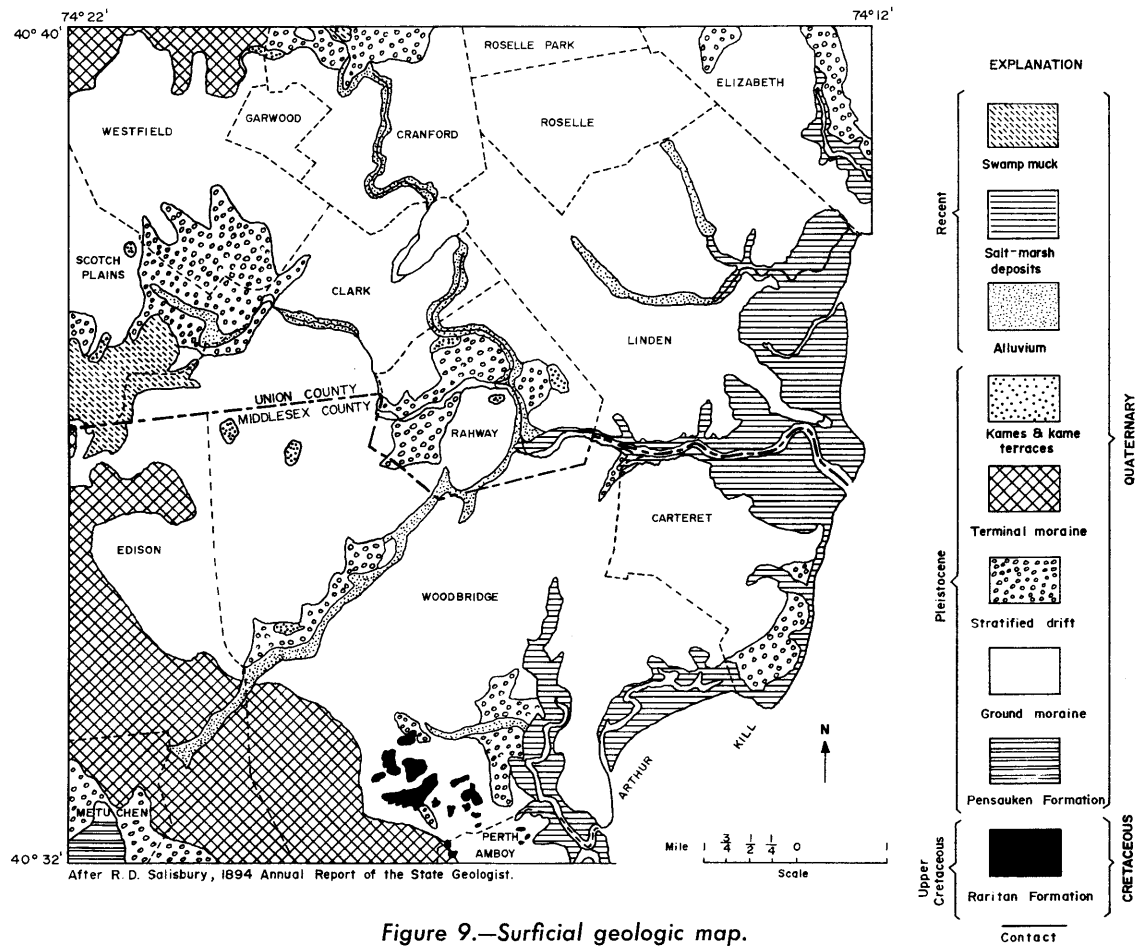 74° 22'
74° 12'
40° 40'
ROSELLE PARK
ELIZABETH
EXPLANATION
GARWOOD
WESTFIELD
CRANFORD
ROSELLE
Swamp muck
Recent
SCOTCH
PLAINS
Salt-marsh
deposits
CLARK
LINDEN
Alluvium
UNION COUNTY
MIDDLESEX COUNTY
RAHWAY
Kames & kame
terraces
QUATERNARY
CARTERET
Terminal moraine
EDISON
Pleistocene
WOODBRIDGE
Stratified drift
Ground moraine
N
KILL
ARTHUR
Pensauken Formation
METUCHEN
PERTH
AMBOY
Mile 1 3/4 1/2 1/4 0 1
Scale
40° 32'
After R. D. Salisbury, 1894 Annual Report of the State Geologist.
Upper
Cretaceous
CRETACEOUS
Raritan Formation
Contact
Figure 9.—Surficial geologic map.